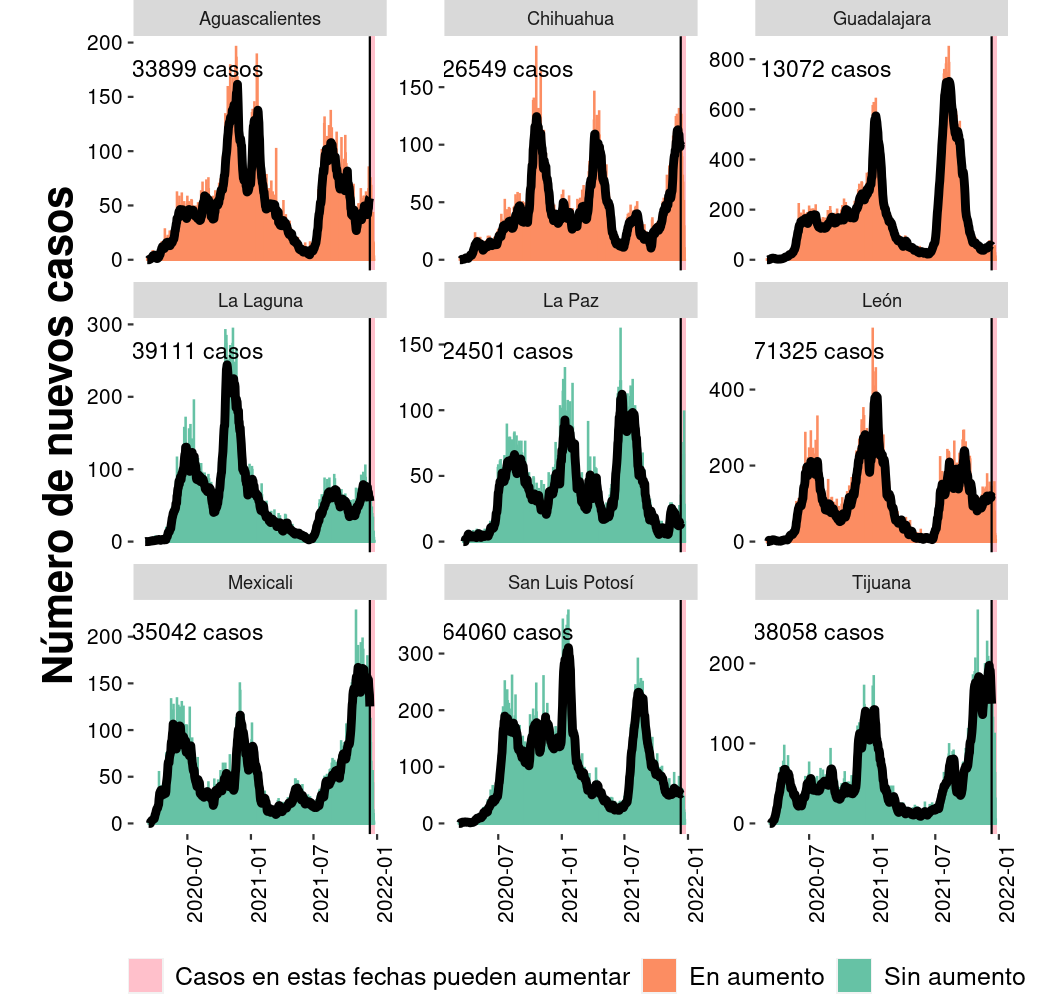 Número de nuevos casos
Aguascalientes
Chihuahua
Guadalajara
200
150
100
50
0
33899 casos
150
100
50
0
26549 casos
800
600
400
200
0
13072 casos
La Laguna
La Paz
León
300
200
100
0
39111 casos
150
100
50
0
24501 casos
400
200
0
71325 casos
Mexicali
San Luis Potosí
Tijuana
200
150
100
50
0
35042 casos
300
200
100
0
64060 casos
200
100
0
38058 casos
2020-07
2021-01
2021-07
2022-01
2020-07
2021-01
2021-07
2022-01
2020-07
2021-01
2021-07
2022-01
Casos en estas fechas pueden aumentar
En aumento
Sin aumento